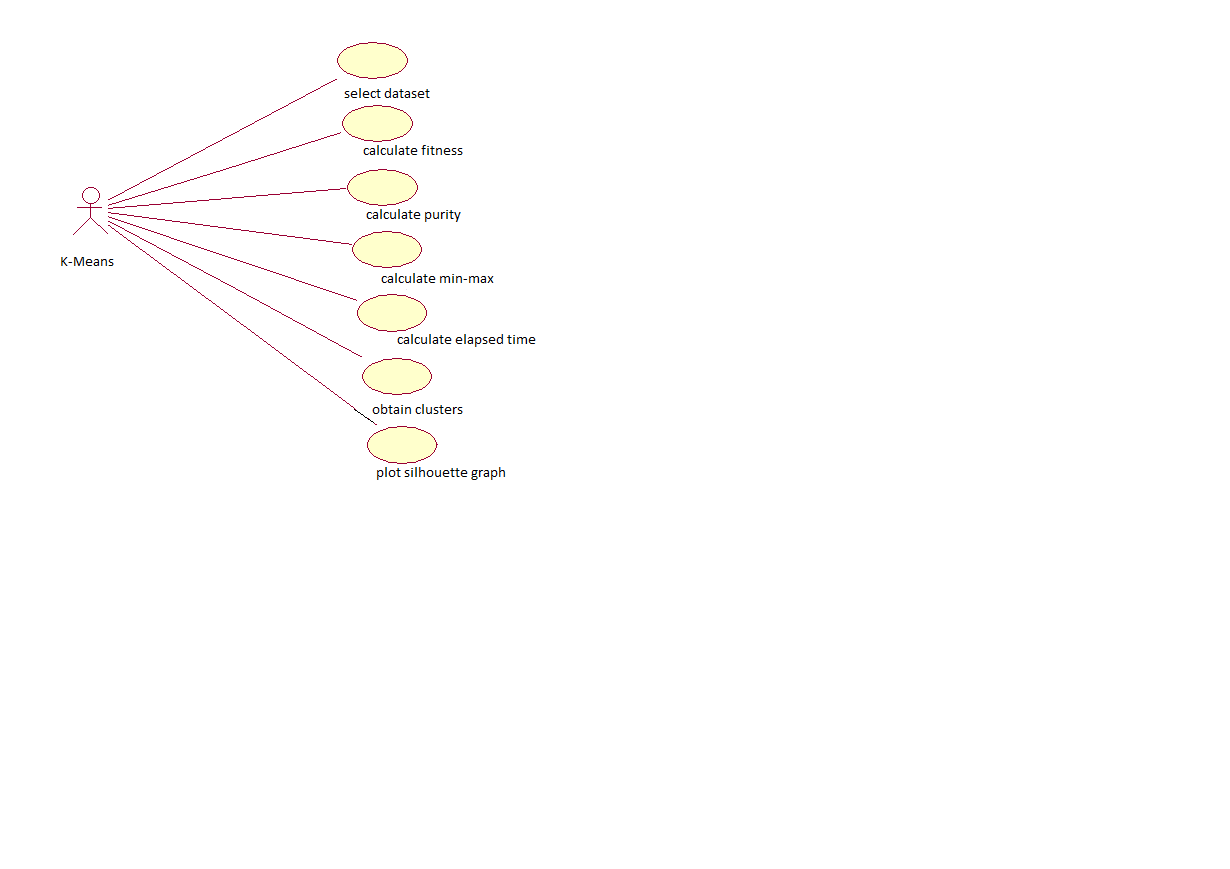 select dataset
calculate fitness
calculate purity
K-Means
calculate min-max
calculate elapsed time
obtain clusters
plot silhouette graph